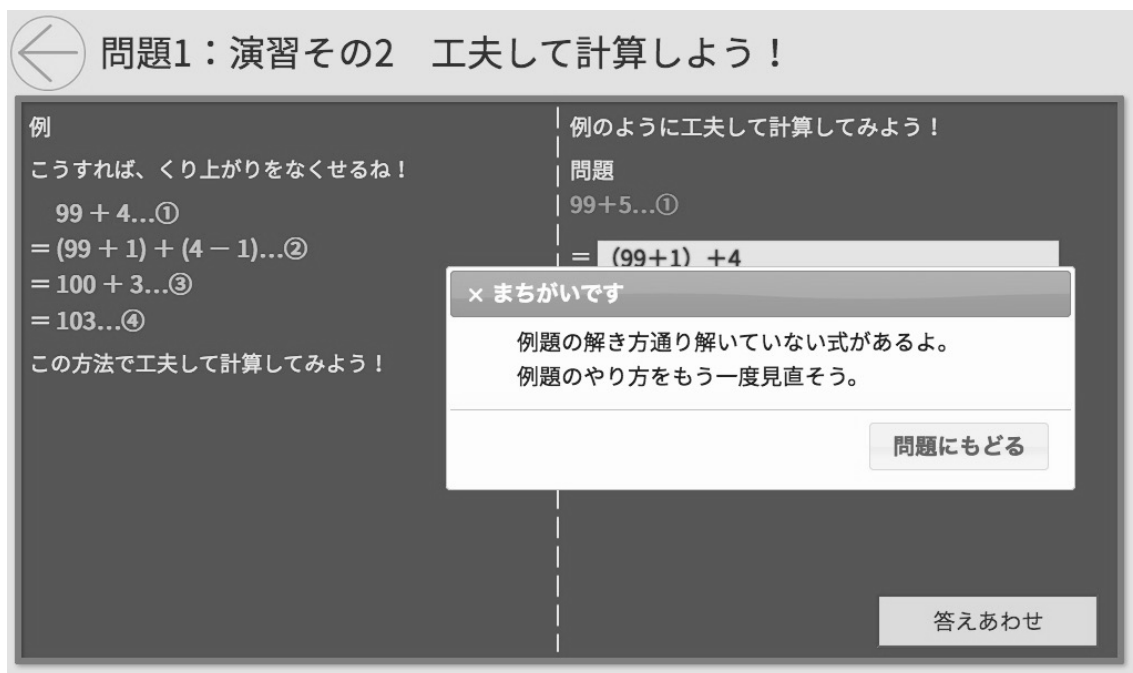 問題1：演習その2　工夫して計算しよう！
例
こうすれば、くり上がりをなくせるね！
99 + 4...①
= (99 + 1) + (4 − 1)...②
= 100 + 3...③
= 103...④
この方法で工夫して計算してみよう！
例のように工夫して計算してみよう！
問題
99＋5...①
= （99＋1）＋4
× まちがいです
例題の解き方通り解いていない式があるよ。
例題のやり方をもう一度見直そう。
問題にもどる
答えあわせ